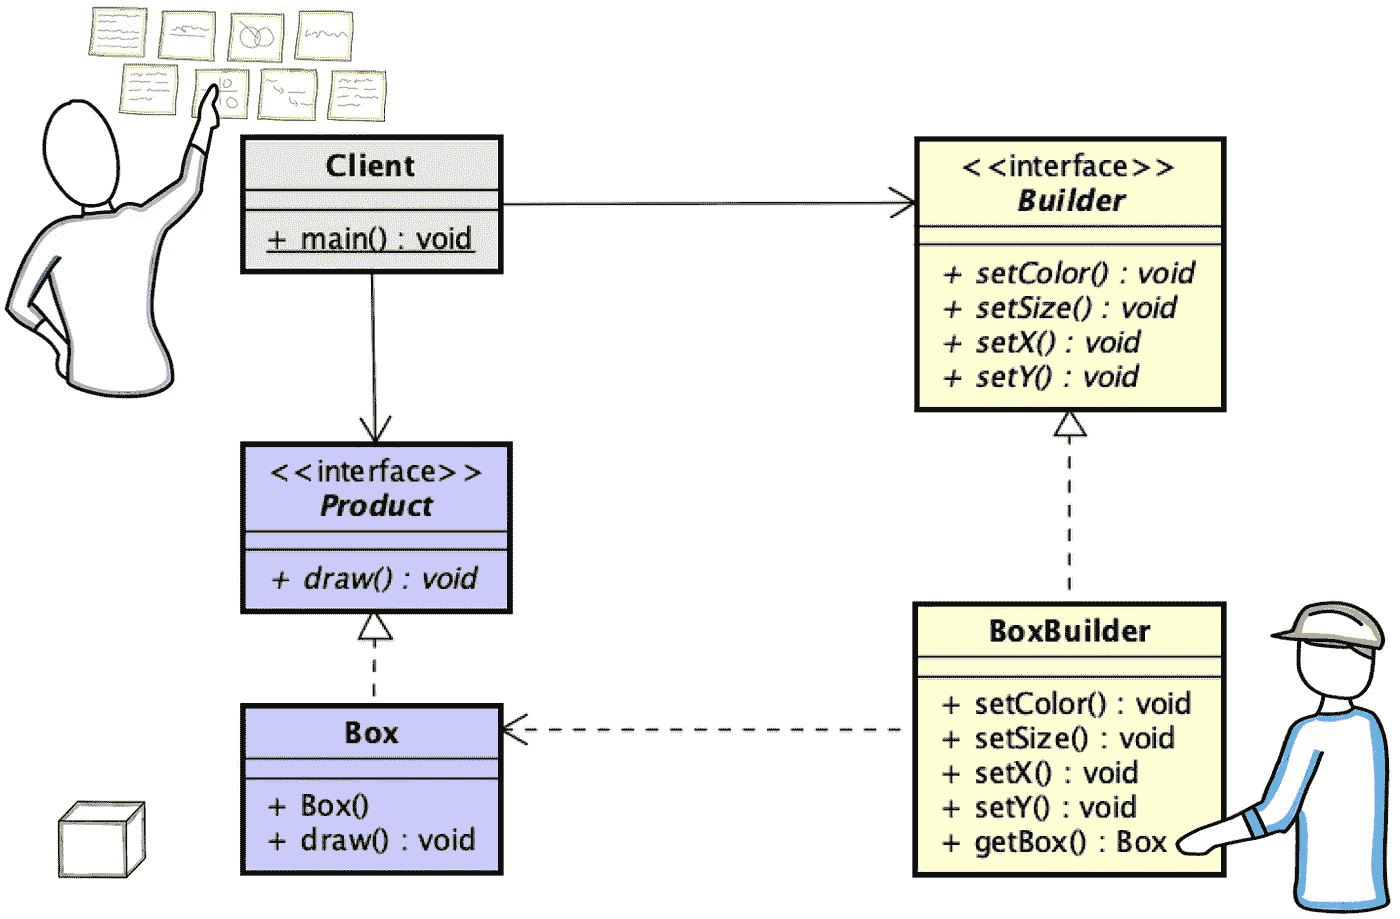 Client
+ main() : void
<<interface>>
Builder
+ setColor() : void
+ setSize() : void
+ setX() : void
+ setY() : void
<<interface>>
Product
+ draw() : void
BoxBuilder
+ setColor() : void
+ setSize() : void
+ setX() : void
+ setY() : void
+ getBox() : Box
Box
+ Box()
+ draw() : void